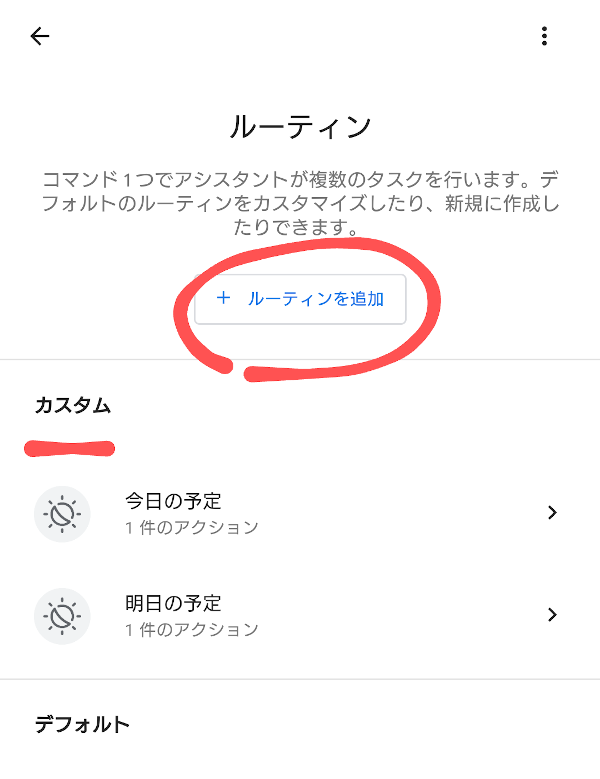 ルーティン
コマンド 1 つでアシスタントが複数のタスクを行います。デ
フォルトのルーティンをカスタマイズしたり、新規に作成し
たりできます。
+ ルーティンを追加
カスタム
今日の予定
1 件のアクション
明日の予定
1 件のアクション
デフォルト